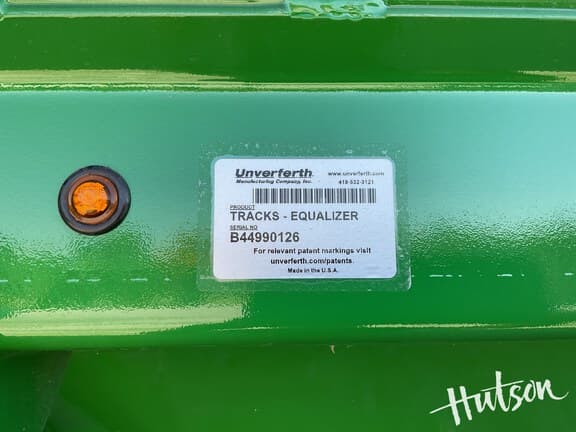 Unverferth
Manufacturing Company, Inc.
www.unverferth.com
419-532-3121
PRODUCT
TRACKS - EQUALIZER
SERIAL NO
B44990126
For relevant patent markings visit
unverferth.com/patents
Made in the U.S.A.
Hutson